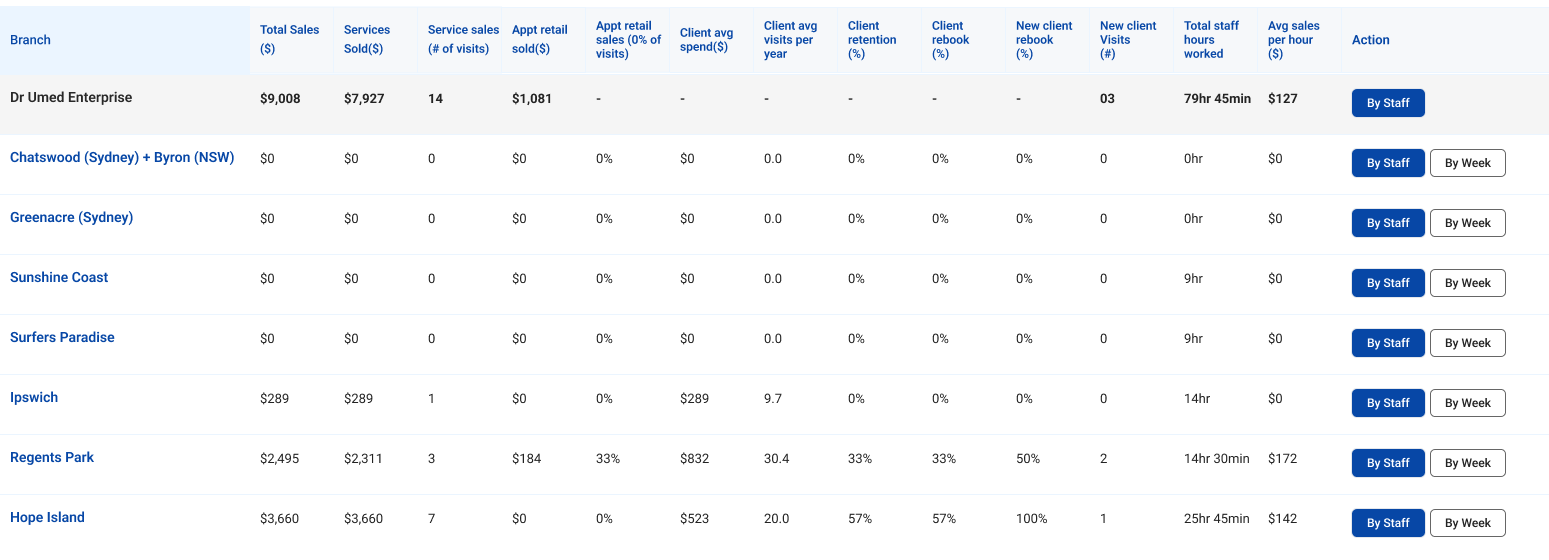 Branch
Total Sales ($)
Services Sold($)
Service sales (# of visits)
Appt retail sold($)
Appt retail sales (0% of visits)
Client avg spend($)
Client avg visits per year
Client retention (%)
Client rebook (%)
New client rebook (%)
New client Visits (#)
Total staff hours worked
Avg sales per hour ($)
Action
Dr Umed Enterprise $9,008 $7,927 14 $1,081 - - - - - - 03 79hr 45min $127 By Staff
Chatswood (Sydney) + Byron (NSW) $0 $0 0 $0 0% $0 0.0 0% 0% 0% 0 0hr $0 By Staff By Week
Greenacre (Sydney) $0 $0 0 $0 0% $0 0.0 0% 0% 0% 0 0hr $0 By Staff By Week
Sunshine Coast $0 $0 0 $0 0% $0 0.0 0% 0% 0% 0 9hr $0 By Staff By Week
Surfers Paradise $0 $0 0 $0 0% $0 0.0 0% 0% 0% 0 9hr $0 By Staff By Week
Ipswich $289 $289 1 $0 0% $289 9.7 0% 0% 0% 0 14hr $0 By Staff By Week
Regents Park $2,495 $2,311 3 $184 33% $832 30.4 33% 33% 50% 2 14hr 30min $172 By Staff By Week
Hope Island $3,660 $3,660 7 $0 0% $523 20.0 57% 57% 100% 1 25hr 45min $142 By Staff By Week